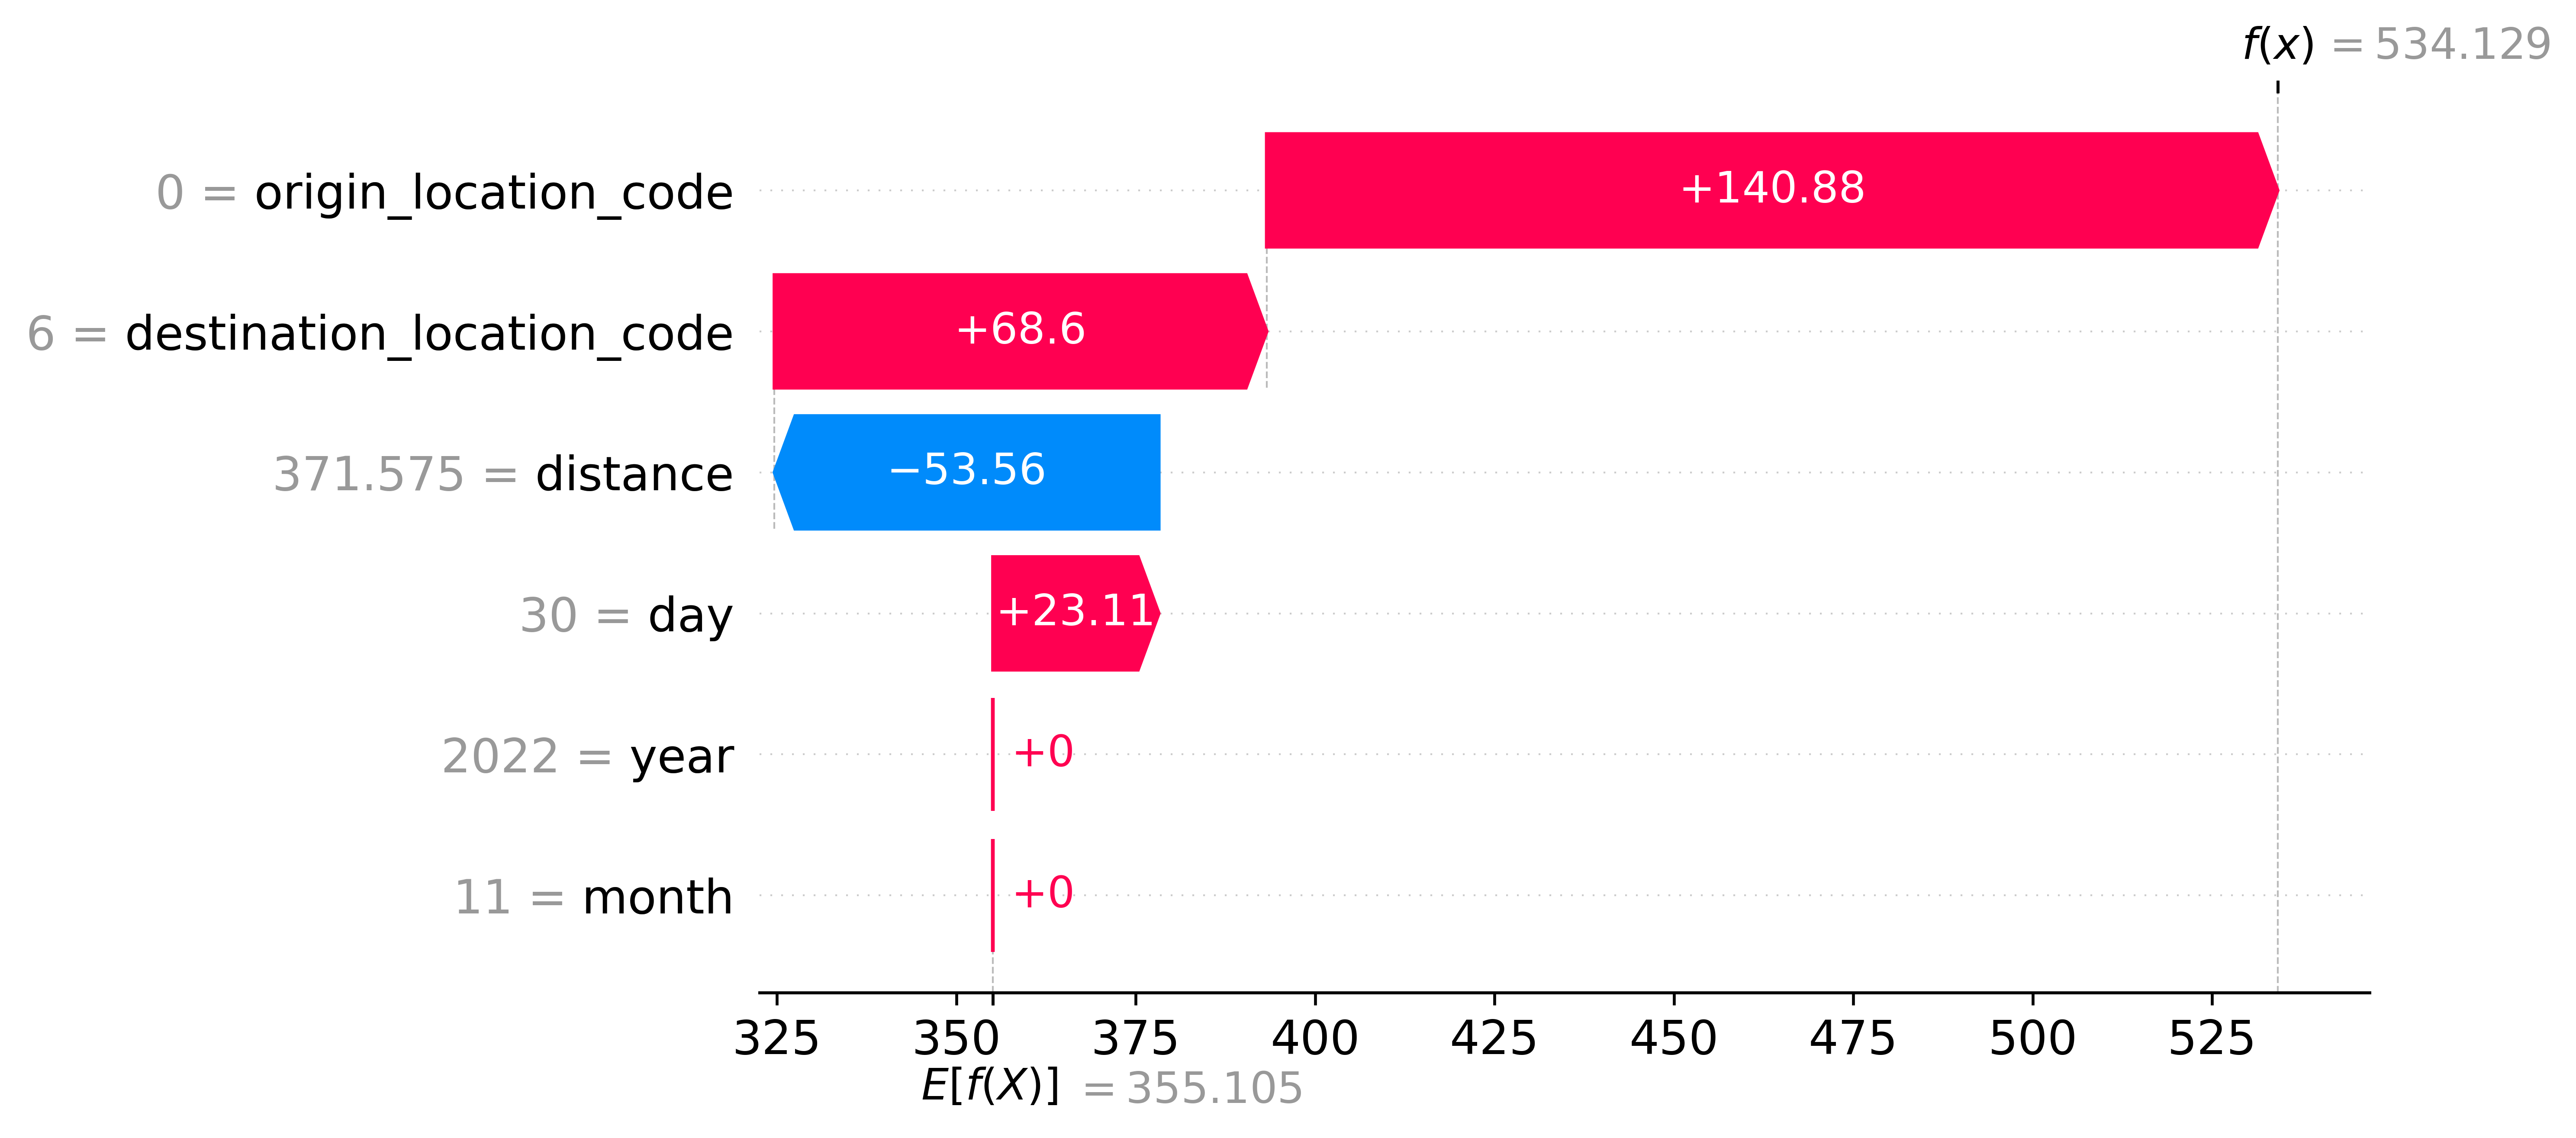 f(x) = 534.129
0 = origin_location_code +140.88
6 = destination_location_code +68.6
371.575 = distance −53.56
30 = day +23.11
2022 = year +0
11 = month +0
325 350 375 400 425 450 475 500 525
E[f(X)] = 355.105